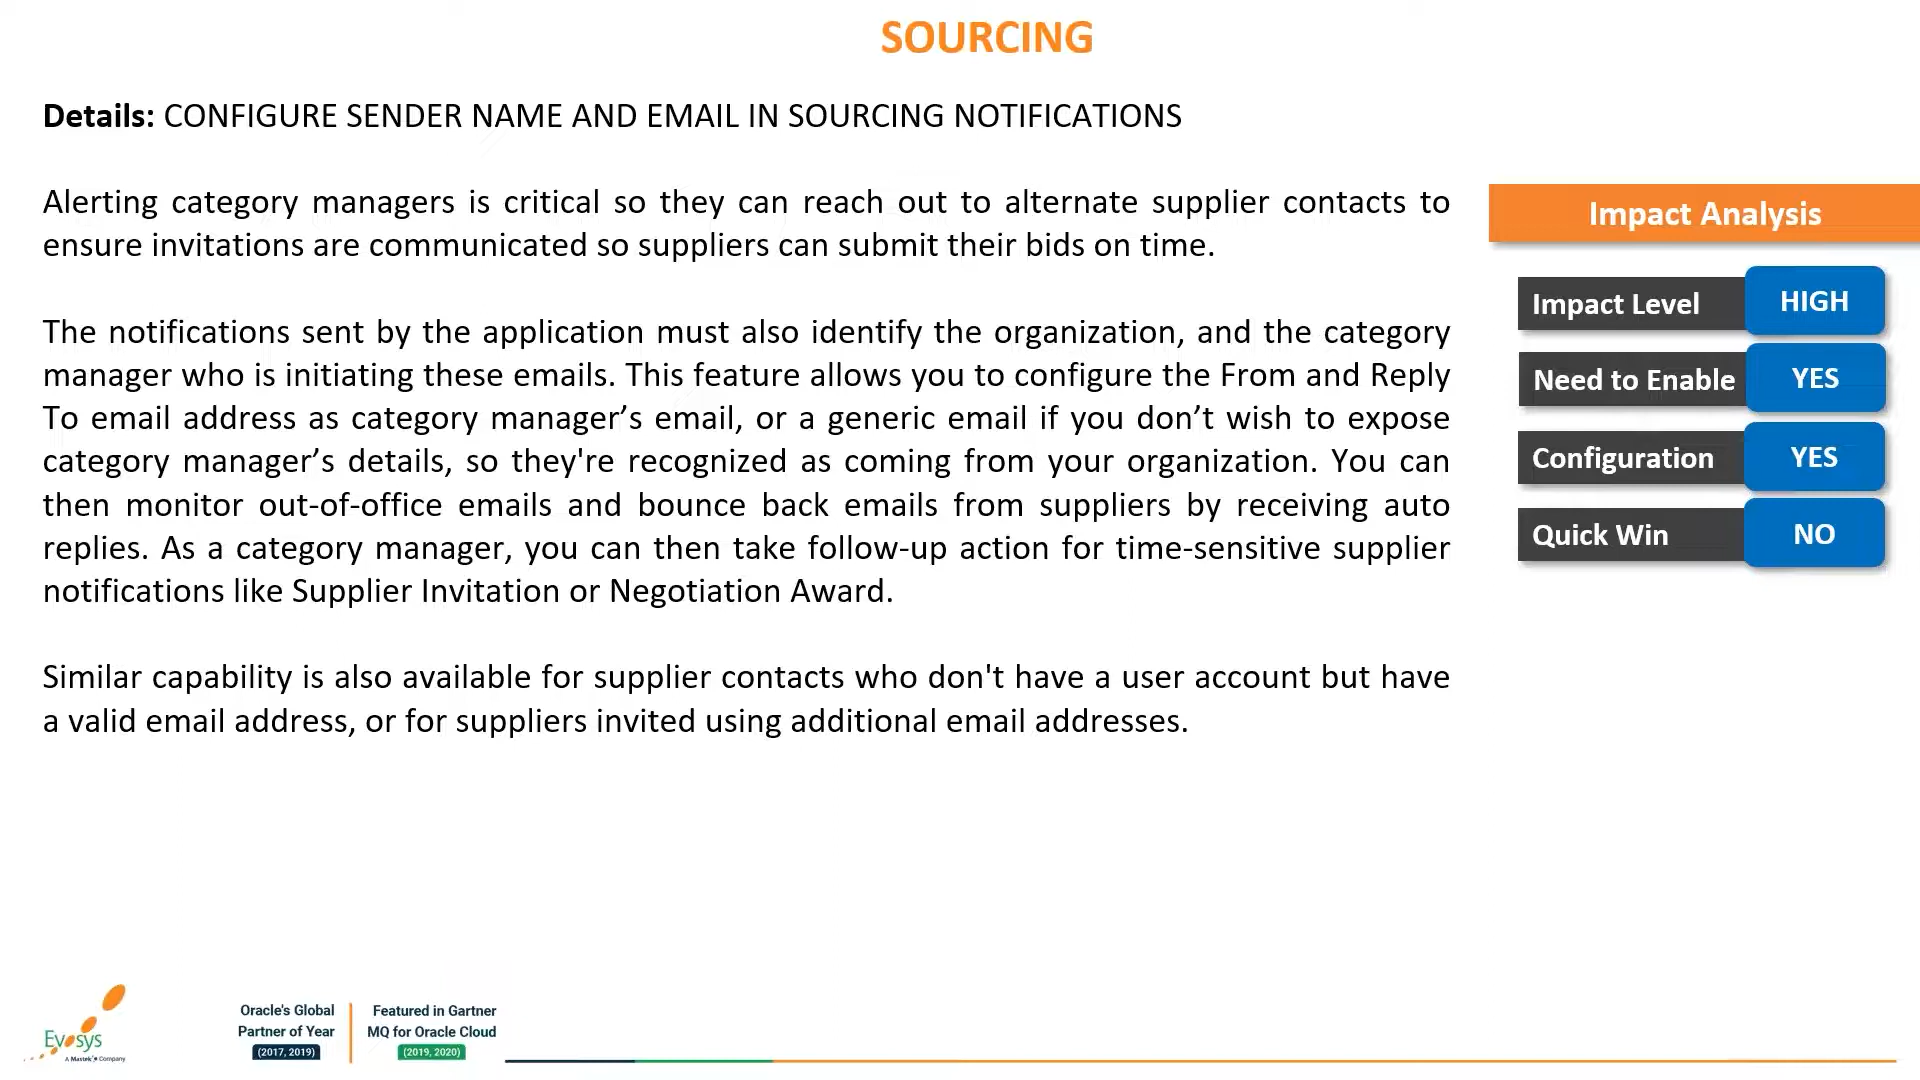 SOURCING
Details: CONFIGURE SENDER NAME AND EMAIL IN SOURCING NOTIFICATIONS
Alerting category managers is critical so they can reach out to alternate supplier contacts to
ensure invitations are communicated so suppliers can submit their bids on time.
The notifications sent by the application must also identify the organization, and the category
manager who is initiating these emails. This feature allows you to configure the From and Reply
To email address as category manager’s email, or a generic email if you don’t wish to expose
category manager’s details, so they're recognized as coming from your organization. You can
then monitor out-of-office emails and bounce back emails from suppliers by receiving auto
replies. As a category manager, you can then take follow-up action for time-sensitive supplier
notifications like Supplier Invitation or Negotiation Award.
Similar capability is also available for supplier contacts who don't have a user account but have
a valid email address, or for suppliers invited using additional email addresses.
Impact Analysis
Impact Level HIGH
Need to Enable YES
Configuration YES
Quick Win NO
Evosys
A Mastek Company
Oracle's Global
Partner of Year
(2017, 2019)
Featured in Gartner
MQ for Oracle Cloud
(2019, 2020)